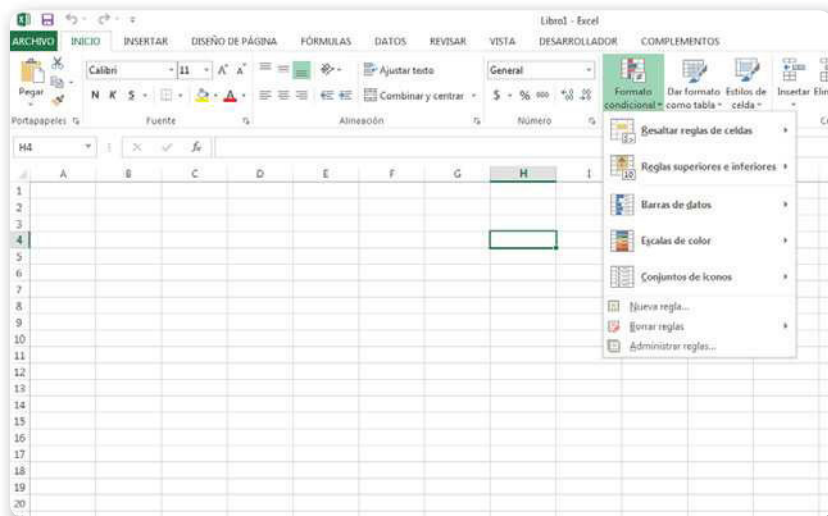 Libro1 - Excel
ARCHIVO INICIO INSERTAR DISEÑO DE PÁGINA FÓRMULAS DATOS REVISAR VISTA DESARROLLADOR COMPLEMENTOS
Calibri 11 A A Ajustar texto General
Pegar N K S A Combinar y centrar $ % 000 Formato condicional Dar formato como tabla Estilos de celda Insertar
Portapapeles Fuente Alineación Número
H4 fx
A B C D E F G H I
1
2
3
4
5
6
7
8
9
10
11
12
13
14
15
16
17
18
19
20
Resaltar reglas de celdas
Reglas superiores e inferiores
Barras de datos
Escalas de color
Conjuntos de iconos
Nueva regla...
Borrar reglas
Administrar reglas...